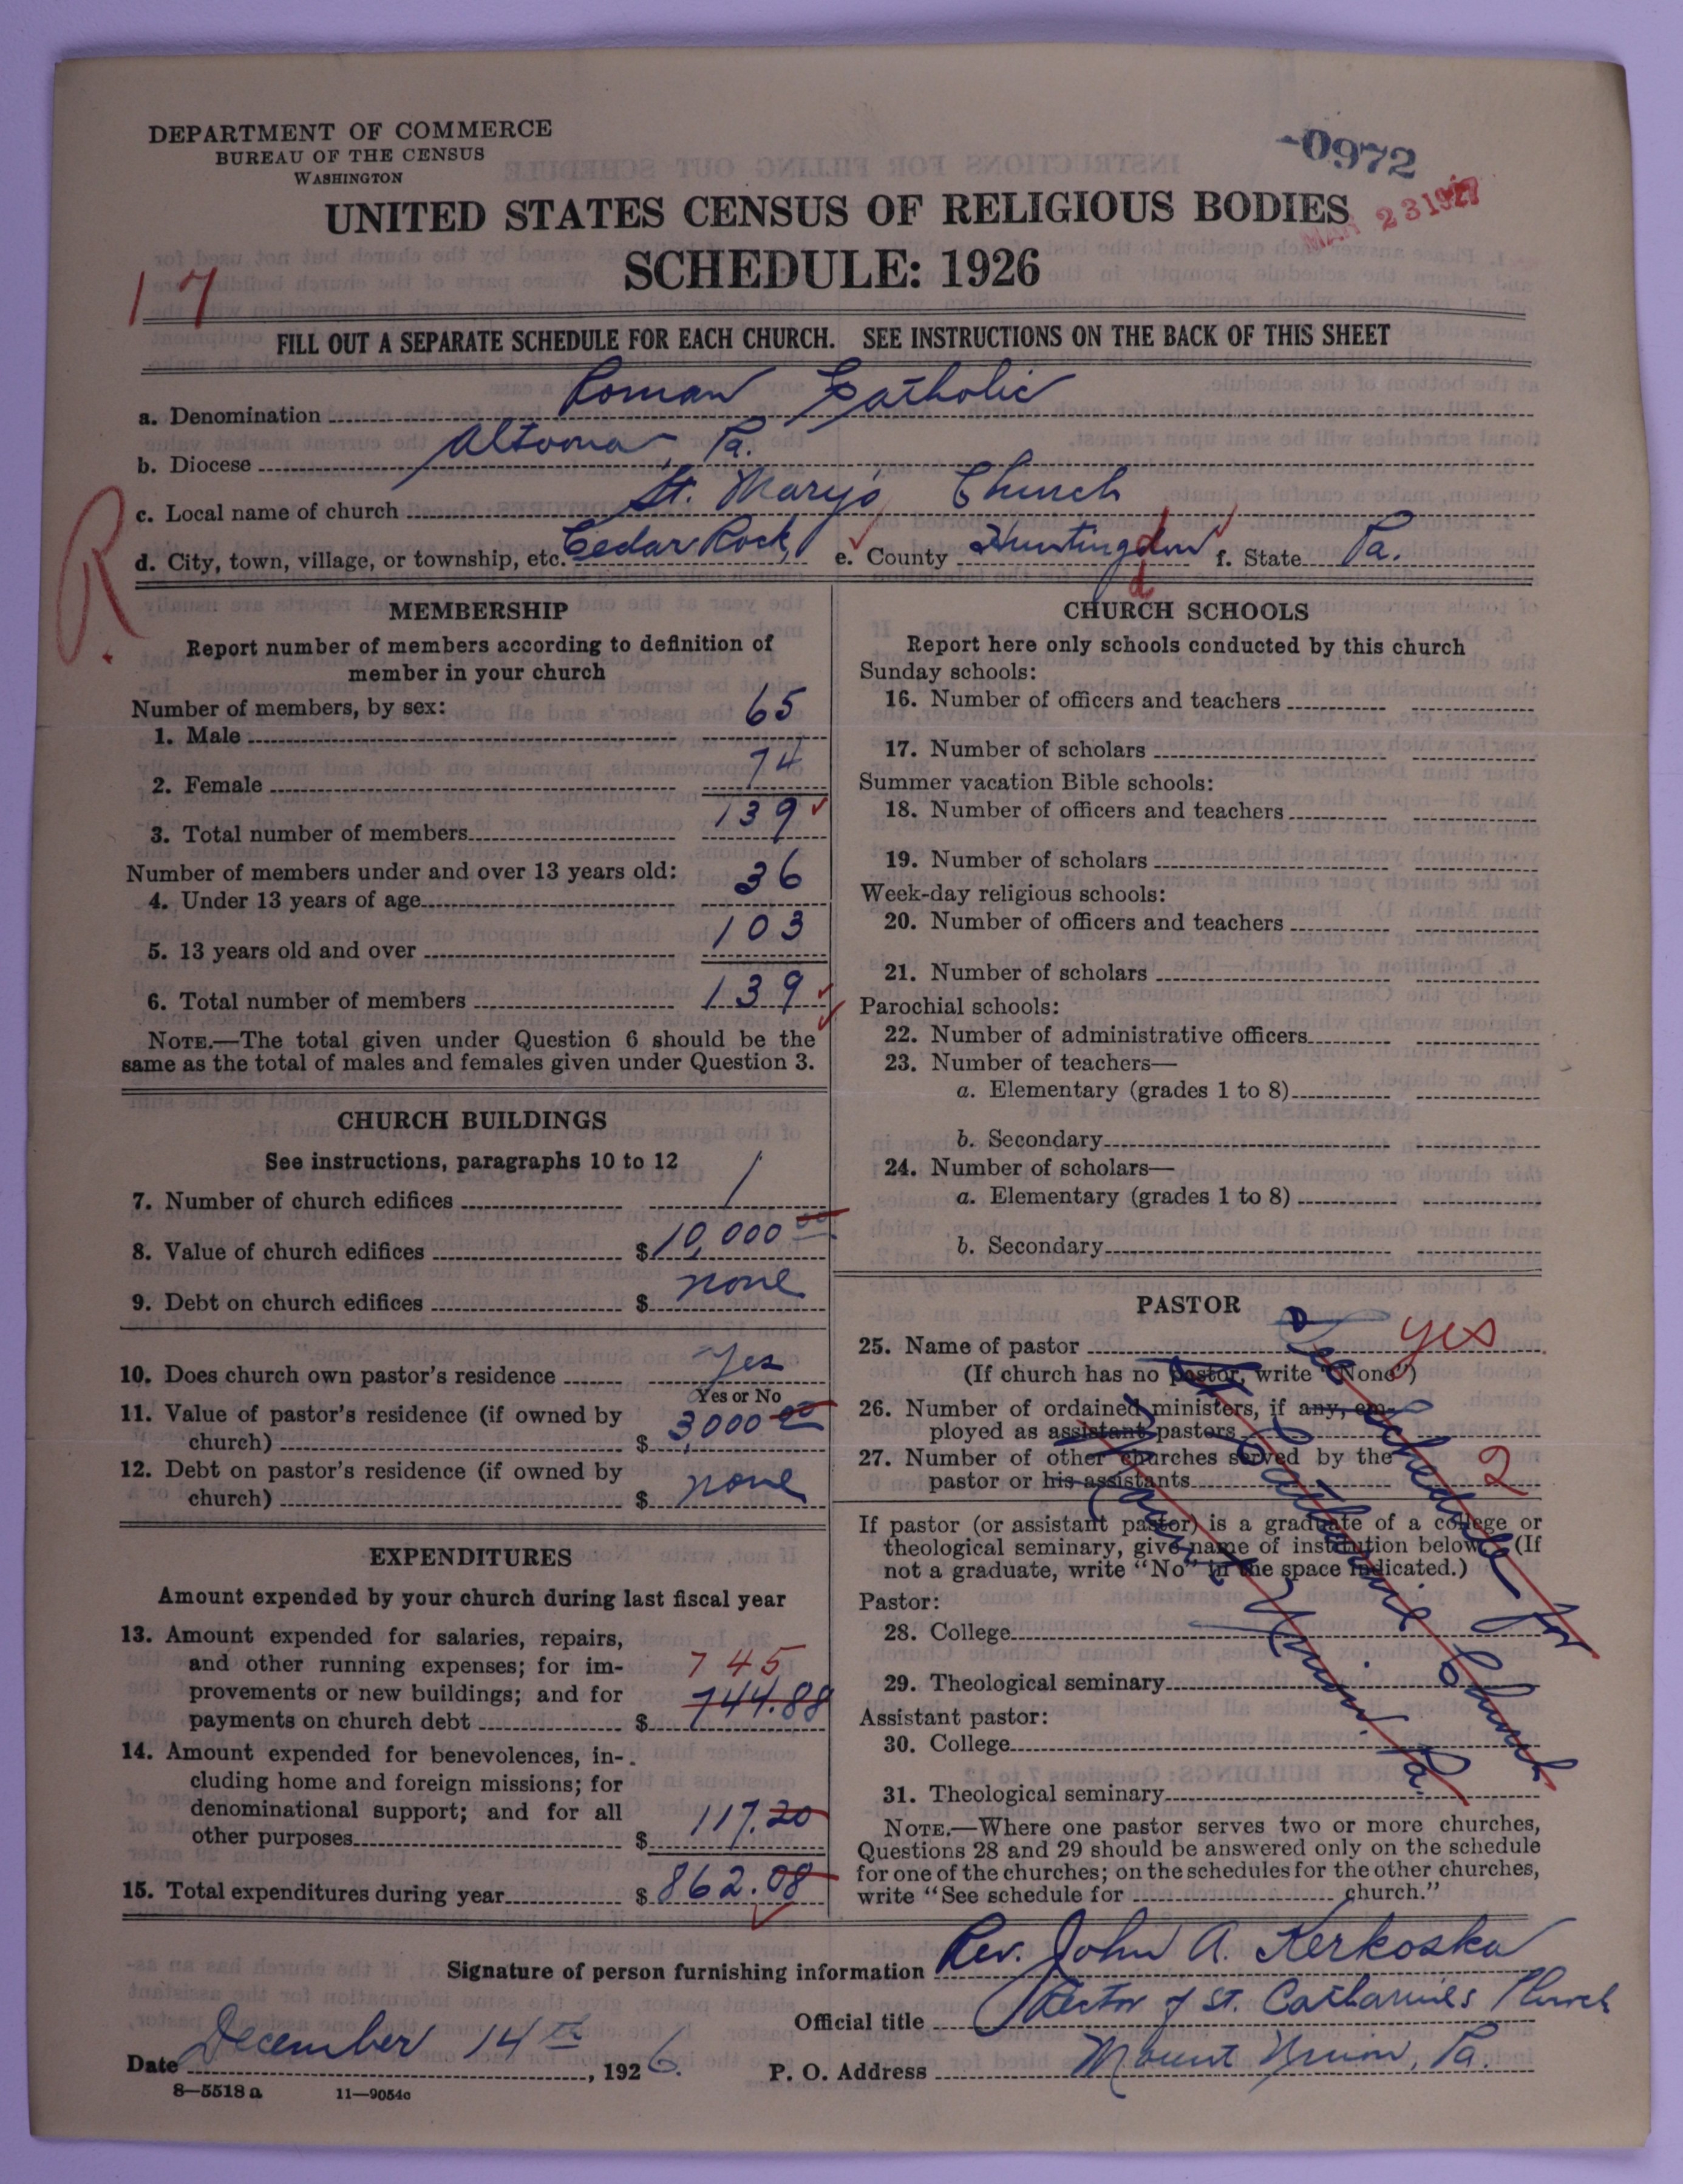 DEPARTMENT OF COMMERCE
BUREAU OF THE CENSUS
WASHINGTON
-0972
MAR 23 1927
UNITED STATES CENSUS OF RELIGIOUS BODIES
SCHEDULE: 1926
17
FILL OUT A SEPARATE SCHEDULE FOR EACH CHURCH. SEE INSTRUCTIONS ON THE BACK OF THIS SHEET
a. Denomination Roman Catholic
b. Diocese Altoona, Pa.
c. Local name of church St. Mary's Church
R.
d. City, town, village, or township, etc. Cedar Rock, e. County Huntingdon f. State Pa.
d
MEMBERSHIP
Report number of members according to definition of
member in your church
Number of members, by sex:
1. Male 65
2. Female 74
3. Total number of members 139
Number of members under and over 13 years old:
4. Under 13 years of age 36
5. 13 years old and over 103
6. Total number of members 139
NOTE.—The total given under Question 6 should be the
same as the total of males and females given under Question 3.
CHURCH BUILDINGS
See instructions, paragraphs 10 to 12
7. Number of church edifices 1
8. Value of church edifices $10,000 00
9. Debt on church edifices $ none
10. Does church own pastor's residence Yes
Yes or No
11. Value of pastor's residence (if owned by
church) $ 3,000 00
12. Debt on pastor's residence (if owned by
church) $ none
EXPENDITURES
Amount expended by your church during last fiscal year
13. Amount expended for salaries, repairs,
and other running expenses; for im-
745
provements or new buildings; and for
payments on church debt $ 744.88
14. Amount expended for benevolences, in-
cluding home and foreign missions; for
denominational support; and for all
other purposes $ 117.20
15. Total expenditures during year $ 862.08
CHURCH SCHOOLS
Report here only schools conducted by this church
Sunday schools:
16. Number of officers and teachers
17. Number of scholars
Summer vacation Bible schools:
18. Number of officers and teachers
19. Number of scholars
Week-day religious schools:
20. Number of officers and teachers
21. Number of scholars
Parochial schools:
22. Number of administrative officers
23. Number of teachers—
a. Elementary (grades 1 to 8)
b. Secondary
24. Number of scholars—
a. Elementary (grades 1 to 8)
b. Secondary
PASTOR
25. Name of pastor yes
(If church has no pastor, write "None")
26. Number of ordained ministers, if any, em-
ployed as assistant pastors
27. Number of other churches served by the
pastor or his assistants 2
See Schedule for
St. Catharine's Church
Mount Union, Pa.
If pastor (or assistant pastor) is a graduate of a college or
theological seminary, give name of institution below. (If
not a graduate, write "No" in the space indicated.)
Pastor:
28. College
29. Theological seminary
Assistant pastor:
30. College
31. Theological seminary
NOTE.—Where one pastor serves two or more churches,
Questions 28 and 29 should be answered only on the schedule
for one of the churches; on the schedules for the other churches,
write "See schedule for church."
Signature of person furnishing information Rev. John A. Kerkoska
Official title Rector of St. Catharine's Church
Date December 14th, 1926. P. O. Address Mount Union, Pa.
8—5518 a 11—9054c